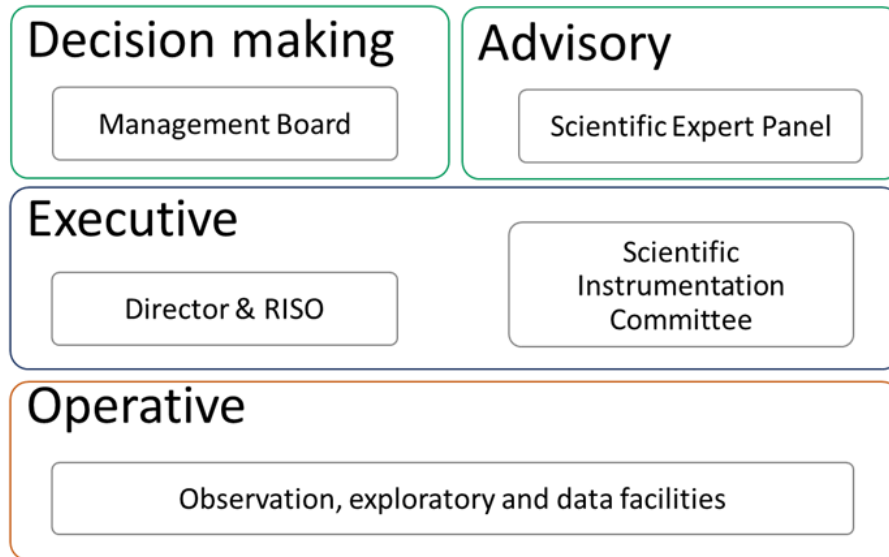 Decision making
Management Board
Advisory
Scientific Expert Panel
Executive
Director & RISO
Scientific
Instrumentation
Committee
Operative
Observation, exploratory and data facilities